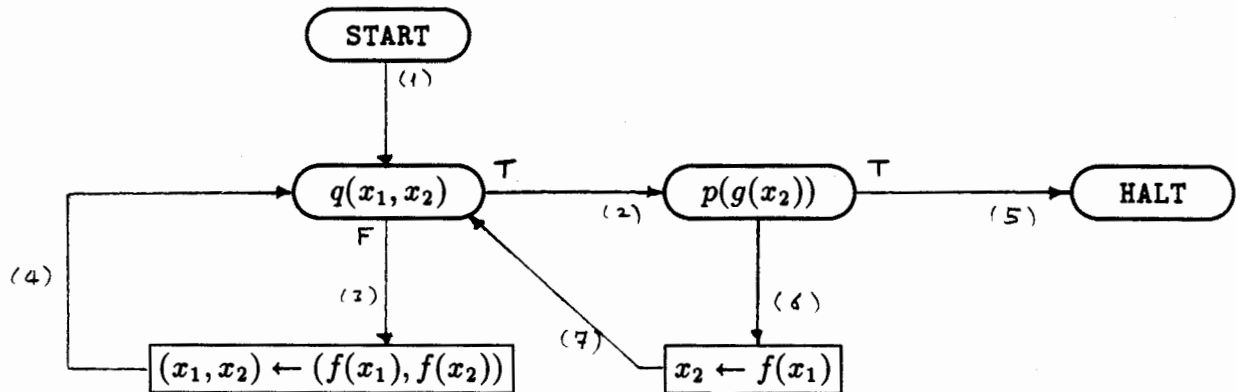 START
(1)
q(x₁, x₂)
T
(2)
p(g(x₂))
T
(5)
HALT
F
(4)
(3)
(7)
(6)
(x₁, x₂) ← (f(x₁), f(x₂))
x₂ ← f(x₁)